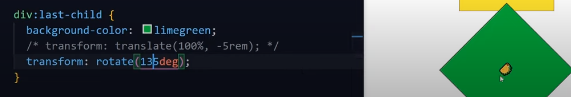 div:last-child {
background-color: limegreen;
/* transform: translate(100%, -5rem); */
transform: rotate(135deg);
}